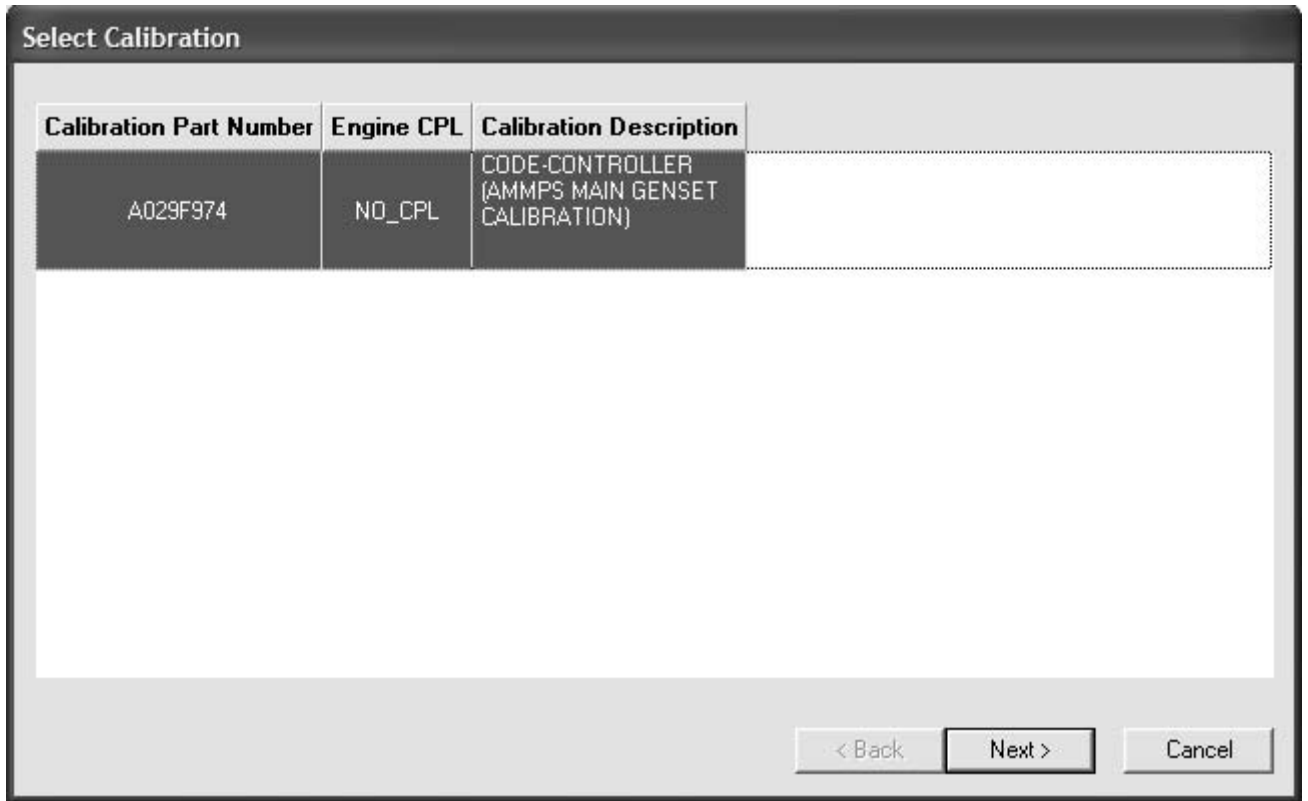 Select Calibration
Calibration Part Number Engine CPL Calibration Description
A029F974 NO_CPL CODE-CONTROLLER
(AMMPS MAIN GENSET
CALIBRATION)
< Back Next > Cancel